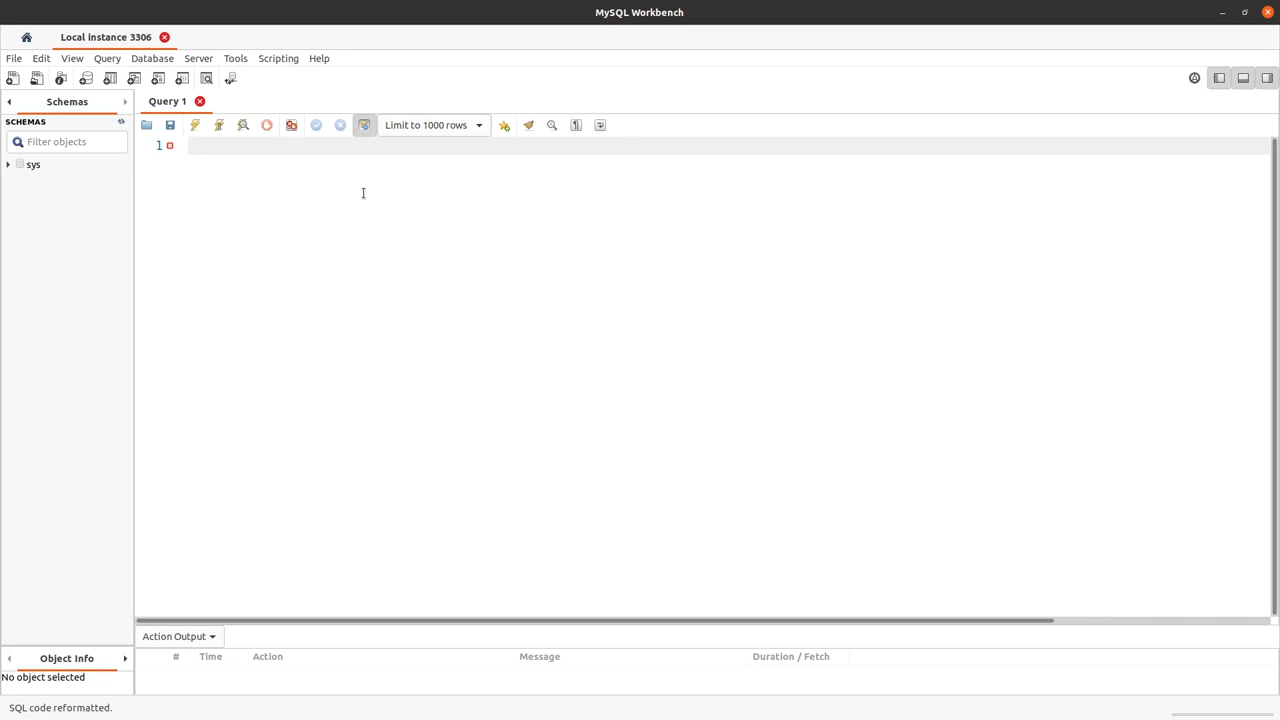 MySQL Workbench
Local instance 3306
File Edit View Query Database Server Tools Scripting Help
Schemas
Query 1
SCHEMAS
Limit to 1000 rows
Filter objects
1
sys
Action Output
# Time Action Message Duration / Fetch
Object Info
No object selected
SQL code reformatted.